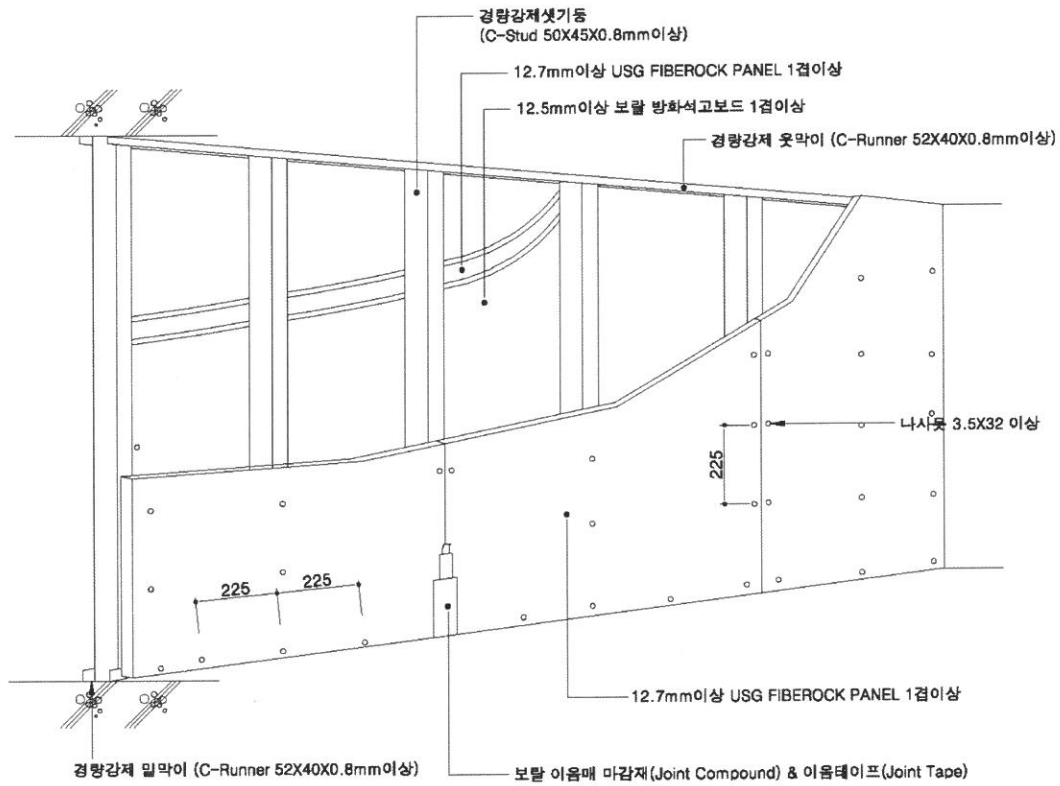 경량강제샛기둥
(C-Stud 50X45X0.8mm이상)
12.7mm이상 USG FIBEROCK PANEL 1겹이상
12.5mm이상 보랄 방화석고보드 1겹이상
경량강제 웃막이 (C-Runner 52X40X0.8mm이상)
나사못 3.5X32 이상
225
225
225
12.7mm이상 USG FIBEROCK PANEL 1겹이상
경량강제 밑막이 (C-Runner 52X40X0.8mm이상)
보랄 이음매 마감재(Joint Compound) & 이음테이프(Joint Tape)